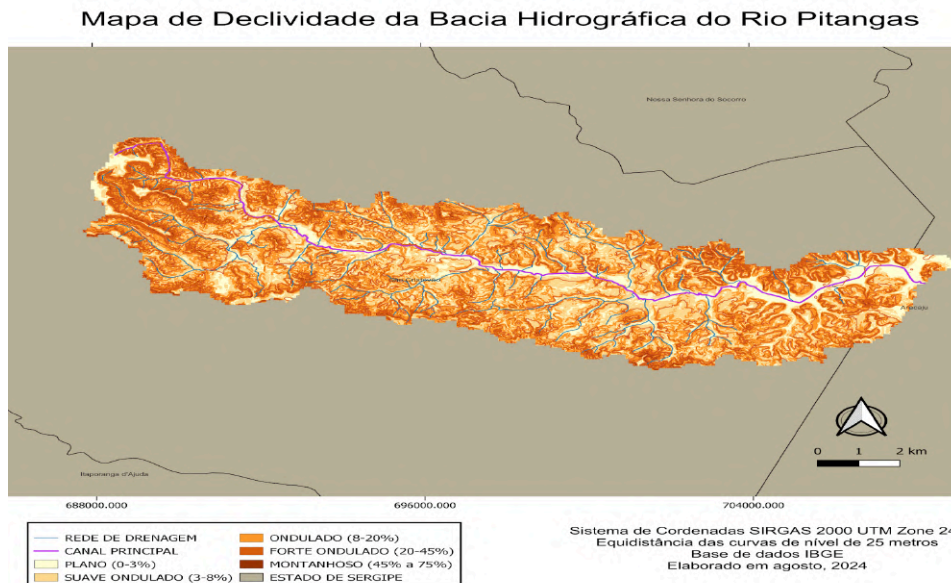 Mapa de Declividade da Bacia Hidrográfica do Rio Pitangas
Nossa Senhora do Socorro
Aracaju
Itaporanga d'Ajuda
0 1 2 km
688000.000 696000.000 704000.000
REDE DE DRENAGEM
CANAL PRINCIPAL
PLANO (0-3%)
SUAVE ONDULADO (3-8%)
ONDULADO (8-20%)
FORTE ONDULADO (20-45%)
MONTANHOSO (45% a 75%)
ESTADO DE SERGIPE
Sistema de Cordenadas SIRGAS 2000 UTM Zone 24
Equidistância das curvas de nível de 25 metros
Base de dados IBGE
Elaborado em agosto, 2024